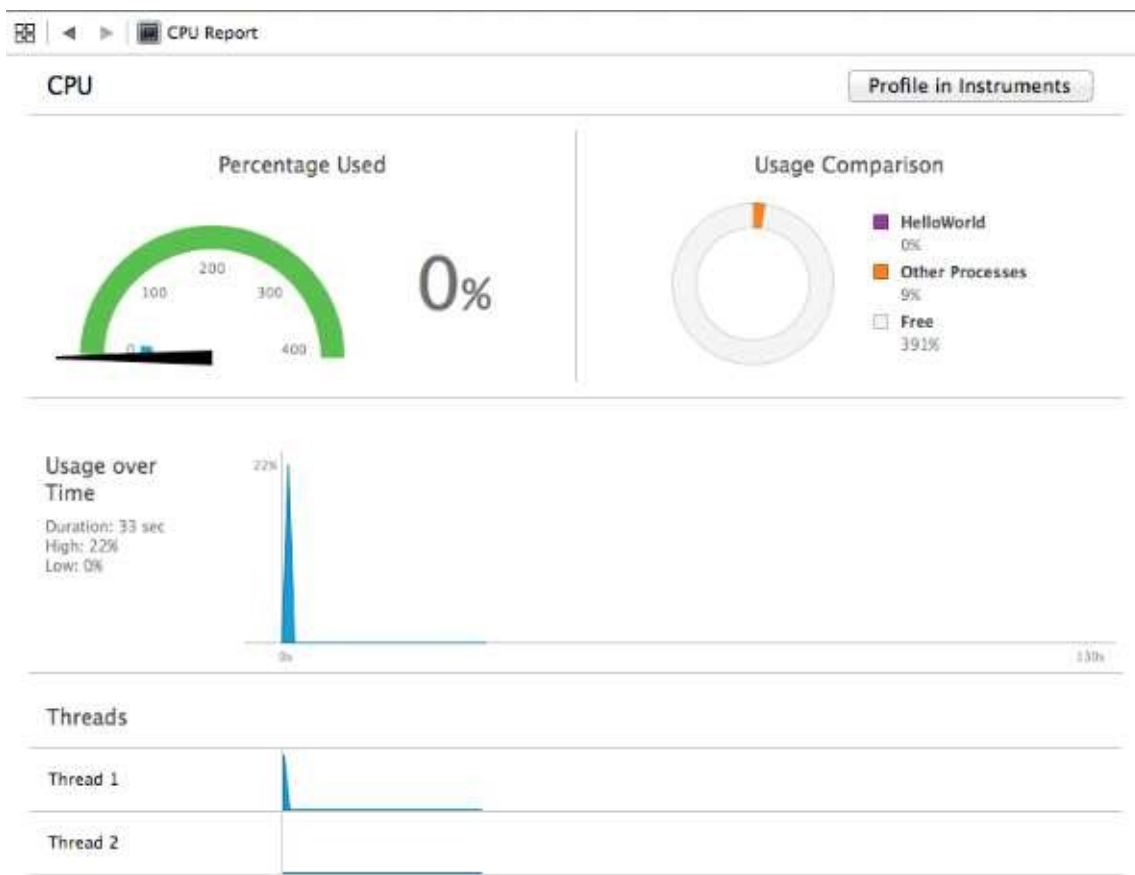 CPU Report
CPU
Profile in Instruments
Percentage Used
0
100
200
300
400
0%
Usage Comparison
HelloWorld
0%
Other Processes
9%
Free
391%
Usage over
Time
Duration: 33 sec
High: 22%
Low: 0%
22%
0s
130s
Threads
Thread 1
Thread 2